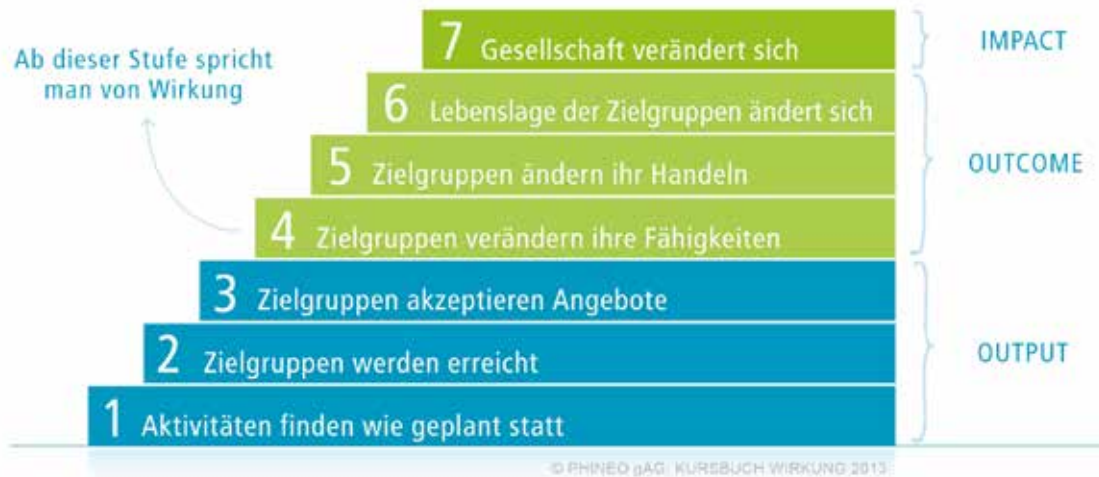 7 Gesellschaft verändert sich
IMPACT
Ab dieser Stufe spricht
man von Wirkung
6 Lebenslage der Zielgruppen ändert sich
5 Zielgruppen ändern ihr Handeln
OUTCOME
4 Zielgruppen verändern ihre Fähigkeiten
3 Zielgruppen akzeptieren Angebote
2 Zielgruppen werden erreicht
OUTPUT
1 Aktivitäten finden wie geplant statt
© PHINEO gAG: KURSBUCH WIRKUNG 2013